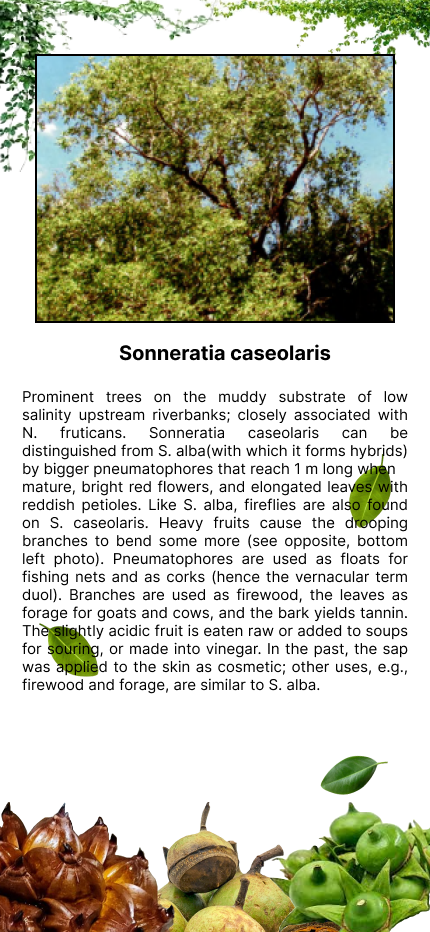 Sonneratia caseolaris
Prominent trees on the muddy substrate of low
salinity upstream riverbanks; closely associated with
N. fruticans. Sonneratia caseolaris can be
distinguished from S. alba(with which it forms hybrids)
by bigger pneumatophores that reach 1 m long when
mature, bright red flowers, and elongated leaves with
reddish petioles. Like S. alba, fireflies are also found
on S. caseolaris. Heavy fruits cause the drooping
branches to bend some more (see opposite, bottom
left photo). Pneumatophores are used as floats for
fishing nets and as corks (hence the vernacular term
duol). Branches are used as firewood, the leaves as
forage for goats and cows, and the bark yields tannin.
The slightly acidic fruit is eaten raw or added to soups
for souring, or made into vinegar. In the past, the sap
was applied to the skin as cosmetic; other uses, e.g.,
firewood and forage, are similar to S. alba.